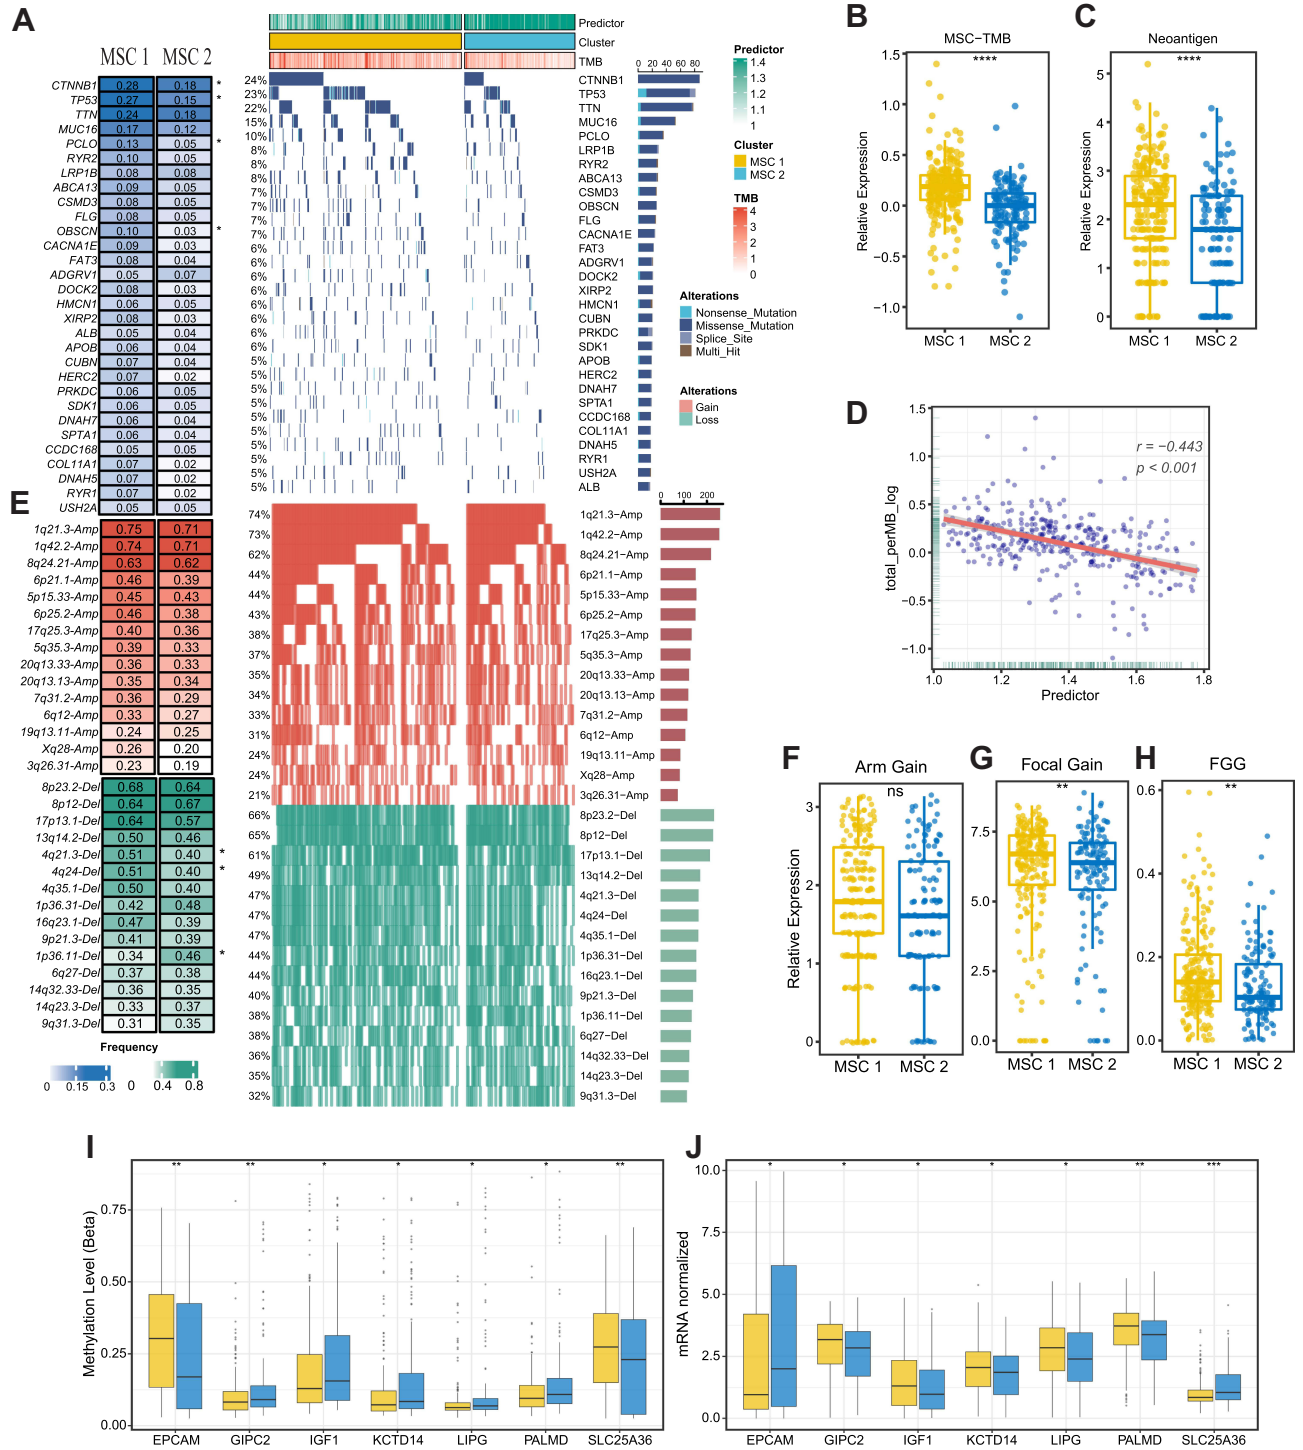 A
MSC 1 MSC 2
CTNNB1 0.28 0.18 *
TP53 0.27 0.15 *
TTN 0.24 0.18
MUC16 0.17 0.12
PCLO 0.13 0.05 *
RYR2 0.10 0.05
LRP1B 0.08 0.08
ABCA13 0.09 0.05
CSMD3 0.08 0.05
FLG 0.08 0.05
OBSCN 0.10 0.03 *
CACNA1E 0.09 0.03
FAT3 0.08 0.04
ADGRV1 0.05 0.07
DOCK2 0.08 0.03
HMCN1 0.06 0.05
XIRP2 0.08 0.03
ALB 0.05 0.04
APOB 0.06 0.04
CUBN 0.07 0.04
HERC2 0.07 0.02
PRKDC 0.06 0.05
SDK1 0.06 0.05
DNAH7 0.06 0.04
SPTA1 0.06 0.04
CCDC168 0.05 0.05
COL11A1 0.07 0.02
DNAH5 0.07 0.02
RYR1 0.07 0.02
USH2A 0.05 0.05
Predictor
Cluster
TMB
0 20 40 60 80
24% CTNNB1
23% TP53
22% TTN
15% MUC16
10% PCLO
8% LRP1B
8% RYR2
8% ABCA13
7% CSMD3
7% OBSCN
7% FLG
7% CACNA1E
6% FAT3
6% ADGRV1
6% DOCK2
6% XIRP2
6% HMCN1
6% CUBN
6% PRKDC
6% SDK1
5% APOB
5% HERC2
5% DNAH7
5% SPTA1
5% CCDC168
5% COL11A1
5% DNAH5
5% RYR1
5% USH2A
5% ALB
Predictor
1.4
1.3
1.2
1.1
1
Cluster
MSC 1
MSC 2
TMB
4
3
2
1
0
Alterations
Nonsense_Mutation
Missense_Mutation
Splice_Site
Multi_Hit
Alterations
Gain
Loss
B
MSC−TMB
****
Relative Expression
1.5
1.0
0.5
0.0
−0.5
−1.0
MSC 1 MSC 2
C
Neoantigen
****
Relative Expression
5
4
3
2
1
0
MSC 1 MSC 2
D
r = −0.443
p < 0.001
total_perMB_log
1.5
1.0
0.5
0.0
−0.5
−1.0
1.0 1.2 1.4 1.6 1.8
Predictor
E
1q21.3-Amp 0.75 0.71
1q42.2-Amp 0.74 0.71
8q24.21-Amp 0.63 0.62
6p21.1-Amp 0.46 0.39
5p15.33-Amp 0.45 0.43
6p25.2-Amp 0.46 0.38
17q25.3-Amp 0.40 0.36
5q35.3-Amp 0.39 0.33
20q13.33-Amp 0.36 0.33
20q13.13-Amp 0.35 0.34
7q31.2-Amp 0.36 0.29
6q12-Amp 0.33 0.27
19q13.11-Amp 0.24 0.25
Xq28-Amp 0.26 0.20
3q26.31-Amp 0.23 0.19
8p23.2-Del 0.68 0.64
8p12-Del 0.64 0.67
17p13.1-Del 0.64 0.57
13q14.2-Del 0.50 0.46
4q21.3-Del 0.51 0.40 *
4q24-Del 0.51 0.40 *
4q35.1-Del 0.50 0.40
1p36.31-Del 0.42 0.48
16q23.1-Del 0.47 0.39
9p21.3-Del 0.41 0.39
1p36.11-Del 0.34 0.46 *
6q27-Del 0.37 0.38
14q32.33-Del 0.36 0.35
14q23.3-Del 0.33 0.37
9q31.3-Del 0.31 0.35
Frequency
0 0.15 0.3 0 0.4 0.8
0 100 200
74% 1q21.3−Amp
73% 1q42.2−Amp
62% 8q24.21−Amp
44% 6p21.1−Amp
44% 5p15.33−Amp
43% 6p25.2−Amp
38% 17q25.3−Amp
37% 5q35.3−Amp
35% 20q13.33−Amp
34% 20q13.13−Amp
33% 7q31.2−Amp
31% 6q12−Amp
24% 19q13.11−Amp
24% Xq28−Amp
21% 3q26.31−Amp
66% 8p23.2−Del
65% 8p12−Del
61% 17p13.1−Del
49% 13q14.2−Del
47% 4q21.3−Del
47% 4q24−Del
47% 4q35.1−Del
44% 1p36.31−Del
44% 16q23.1−Del
40% 9p21.3−Del
38% 1p36.11−Del
38% 6q27−Del
36% 14q32.33−Del
35% 14q23.3−Del
32% 9q31.3−Del
F
Arm Gain
ns
Relative Expression
3
2
1
0
MSC 1 MSC 2
G
Focal Gain
**
7.5
5.0
2.5
0.0
MSC 1 MSC 2
H
FGG
**
0.6
0.4
0.2
0.0
MSC 1 MSC 2
I
** ** * * * * **
Methylation Level (Beta)
0.75
0.50
0.25
0.00
EPCAM GIPC2 IGF1 KCTD14 LIPG PALMD SLC25A36
J
* * * * * ** ***
mRNA normalized
10.0
7.5
5.0
2.5
0.0
EPCAM GIPC2 IGF1 KCTD14 LIPG PALMD SLC25A36